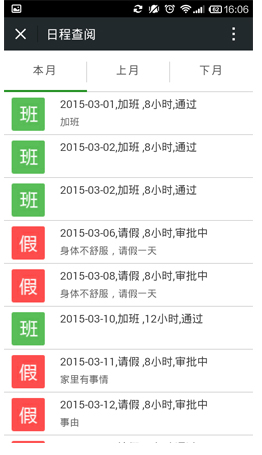 62 16:06
日程查阅
本月 上月 下月
班 2015-03-01,加班 ,8小时,通过
加班
班 2015-03-02,加班 ,8小时,通过
班 2015-03-02,加班 ,8小时,通过
假 2015-03-06,请假 ,8小时,审批中
身体不舒服，请假一天
假 2015-03-08,请假 ,8小时,审批中
身体不舒服，请假一天
班 2015-03-10,加班 ,12小时,通过
假 2015-03-11,请假 ,8小时,审批中
家里有事情
假 2015-03-12,请假 ,8小时,审批中
事由